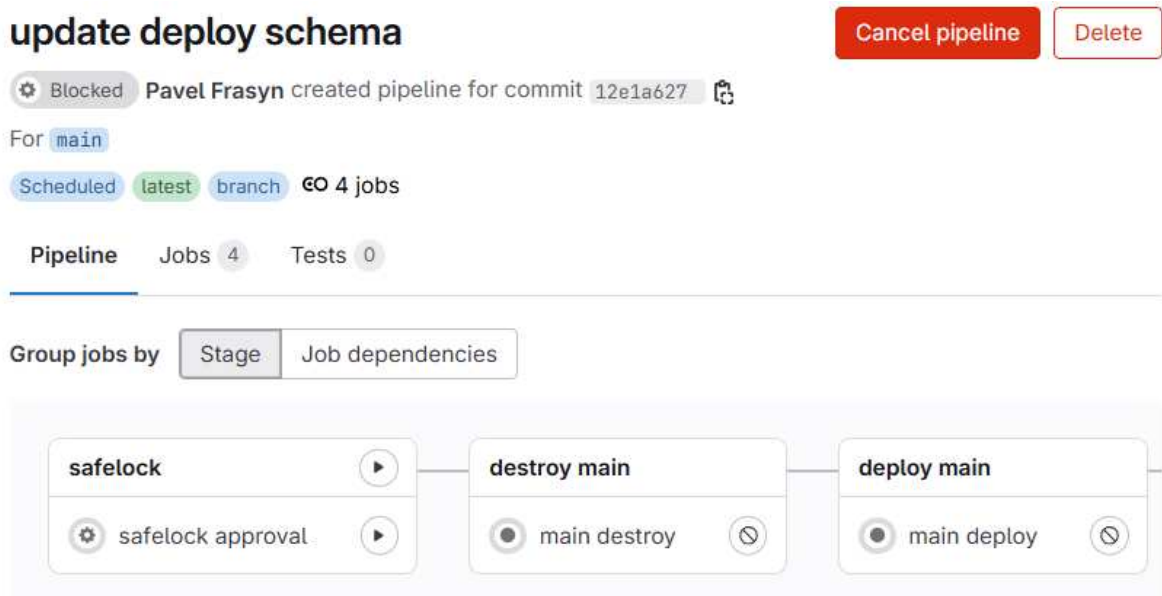 update deploy schema
Cancel pipeline
Delete
Blocked Pavel Frasyn created pipeline for commit 12e1a627
For main
Scheduled latest branch 4 jobs
Pipeline Jobs 4 Tests 0
Group jobs by Stage Job dependencies
safelock destroy main deploy main
safelock approval main destroy main deploy